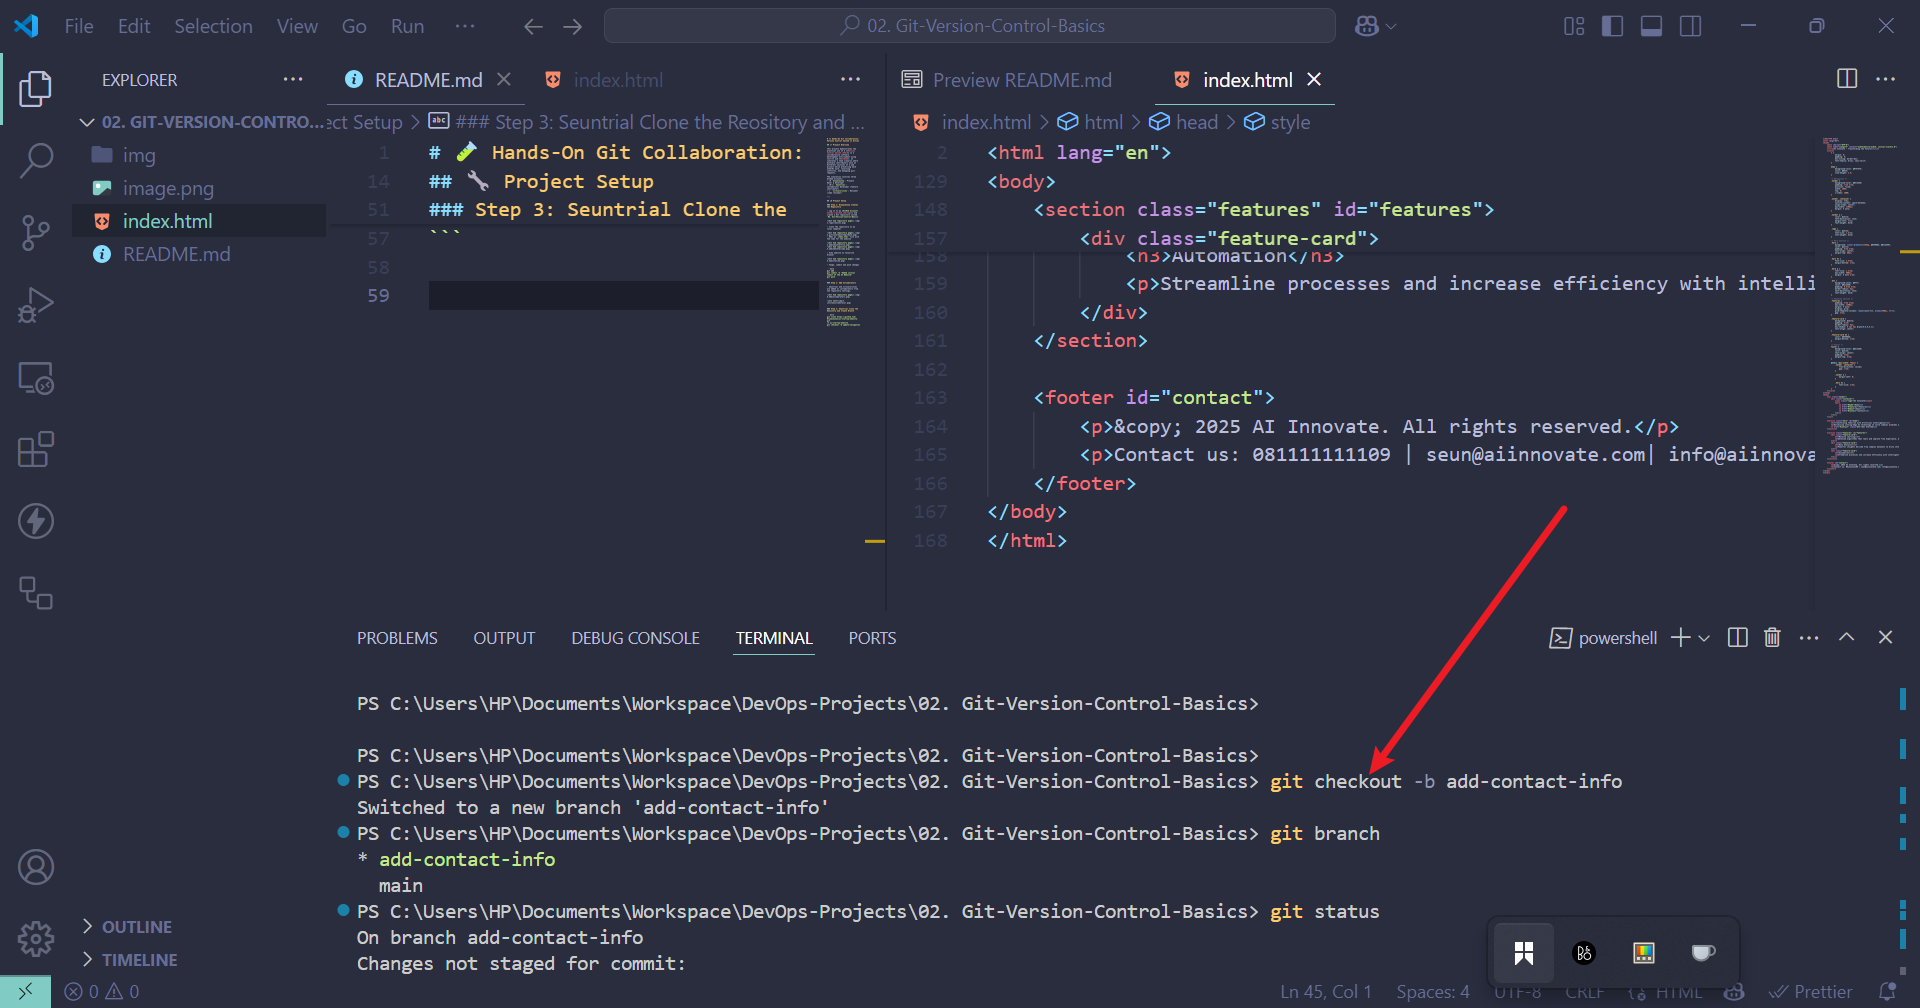 File Edit Selection View Go Run ··· 02. Git-Version-Control-Basics
EXPLORER
02. GIT-VERSION-CONTRO...
img
image.png
index.html
README.md
OUTLINE
TIMELINE
README.md index.html
ect Setup > ### Step 3: Seuntrial Clone the Reository and ...
1 # Hands-On Git Collaboration:
14 ## Project Setup
51 ### Step 3: Seuntrial Clone the
57 ```
58
59
Preview README.md index.html
index.html > html > head > style
2 <html lang="en">
129 <body>
148 <section class="features" id="features">
157 <div class="feature-card">
158 <h3>Automation</h3>
159 <p>Streamline processes and increase efficiency with intelli
160 </div>
161 </section>
162
163 <footer id="contact">
164 <p>&copy; 2025 AI Innovate. All rights reserved.</p>
165 <p>Contact us: 081111111109 | seun@aiinnovate.com| info@aiinnova
166 </footer>
167 </body>
168 </html>
PROBLEMS OUTPUT DEBUG CONSOLE TERMINAL PORTS
powershell
PS C:\Users\HP\Documents\Workspace\DevOps-Projects\02. Git-Version-Control-Basics>
PS C:\Users\HP\Documents\Workspace\DevOps-Projects\02. Git-Version-Control-Basics>
PS C:\Users\HP\Documents\Workspace\DevOps-Projects\02. Git-Version-Control-Basics> git checkout -b add-contact-info
Switched to a new branch 'add-contact-info'
PS C:\Users\HP\Documents\Workspace\DevOps-Projects\02. Git-Version-Control-Basics> git branch
* add-contact-info
main
PS C:\Users\HP\Documents\Workspace\DevOps-Projects\02. Git-Version-Control-Basics> git status
On branch add-contact-info
Changes not staged for commit:
0 0 Ln 45, Col 1 Spaces: 4 UTF-8 CRLF HTML Prettier